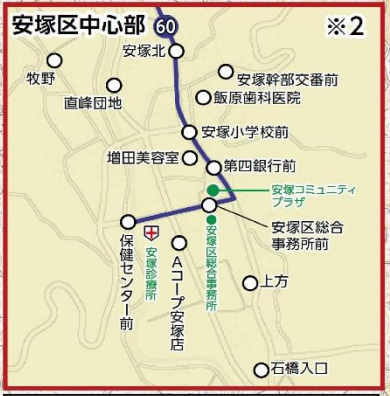 安塚区中心部 60 ※2
安塚北
牧野
安塚幹部交番前
直峰団地
飯原歯科医院
安塚小学校前
増田美容室
第四銀行前
安塚コミュニティ
プラザ
安塚区総合
事務所前
保健センター前
安塚診療所
Aコープ安塚店
安塚区総合事務所
上方
石橋入口